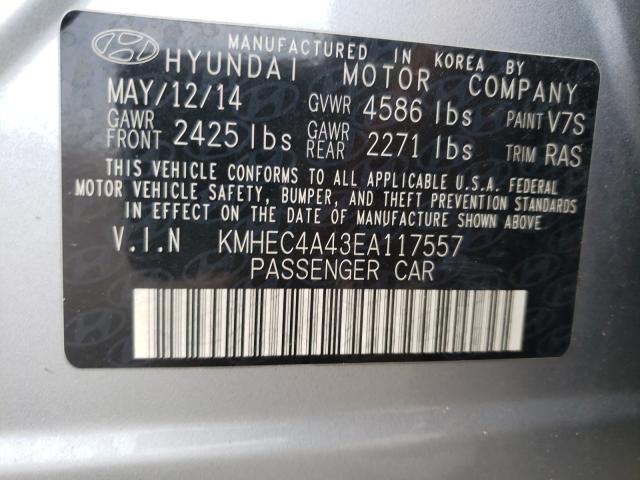 MANUFACTURED IN KOREA BY
HYUNDAI MOTOR COMPANY
MAY/12/14 GVWR 4586 lbs PAINT V7S
GAWR FRONT 2425 lbs GAWR REAR 2271 lbs TRIM RAS
THIS VEHICLE CONFORMS TO ALL APPLICABLE U.S.A. FEDERAL
MOTOR VEHICLE SAFETY, BUMPER, AND THEFT PREVENTION STANDARDS
IN EFFECT ON THE DATE OF MANUFACTURE SHOWN ABOVE.
V.I.N KMHEC4A43EA117557
PASSENGER CAR